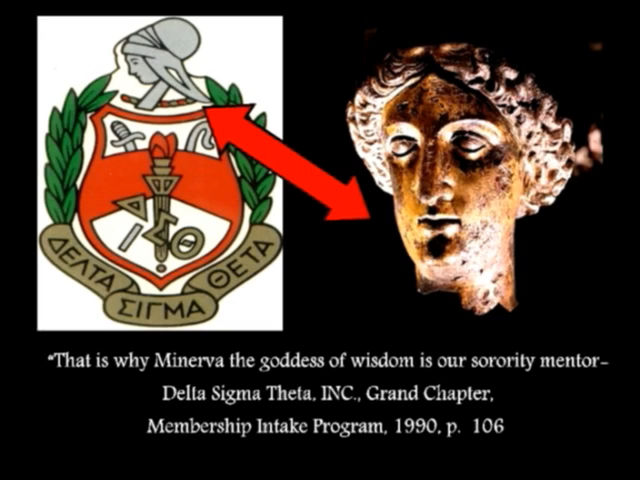 ΔΣΘ
ΔΕΛΤΑ
ΣΙΓΜΑ
ΘΕΤΑ
“That is why Minerva the goddess of wisdom is our sorority mentor-
Delta Sigma Theta, INC., Grand Chapter,
Membership Intake Program, 1990, p. 106